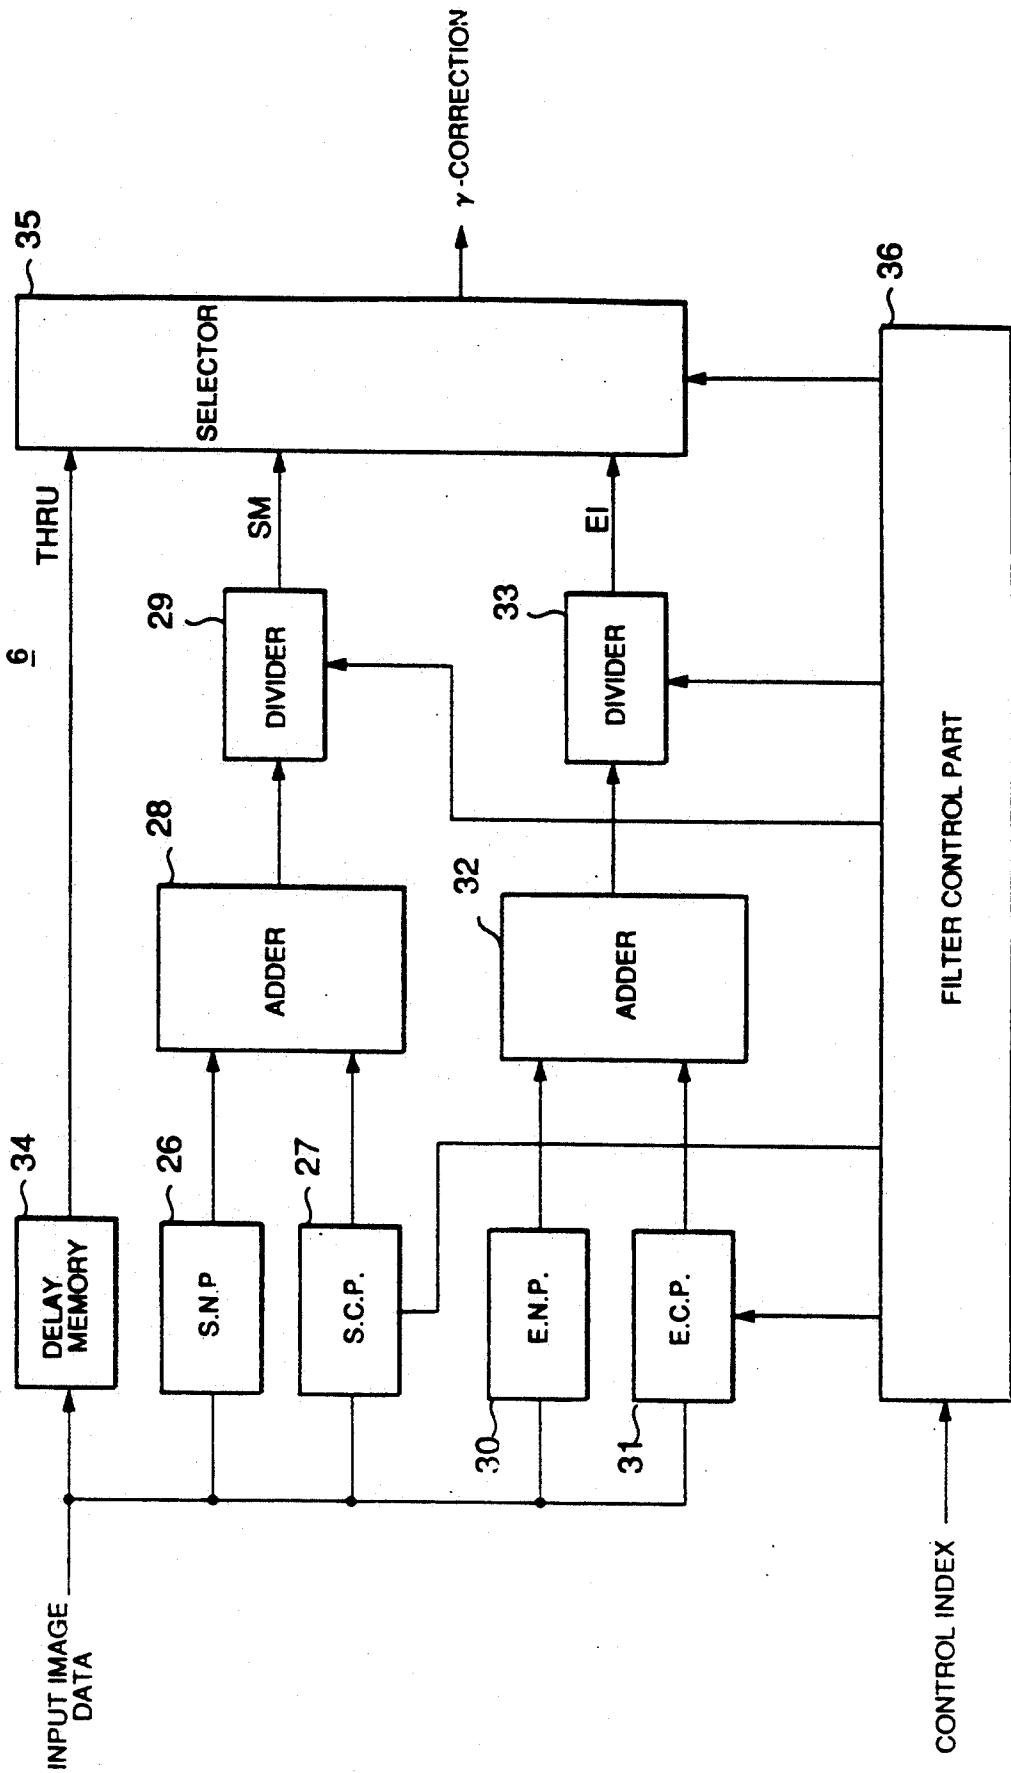 6
INPUT IMAGE
DATA
34
DELAY
MEMORY
THRU
26
S.N.P
27
S.C.P.
28
ADDER
29
DIVIDER
SM
30
E.N.P.
31
E.C.P.
32
ADDER
33
DIVIDER
EI
35
SELECTOR
γ-CORRECTION
CONTROL INDEX
36
FILTER CONTROL PART